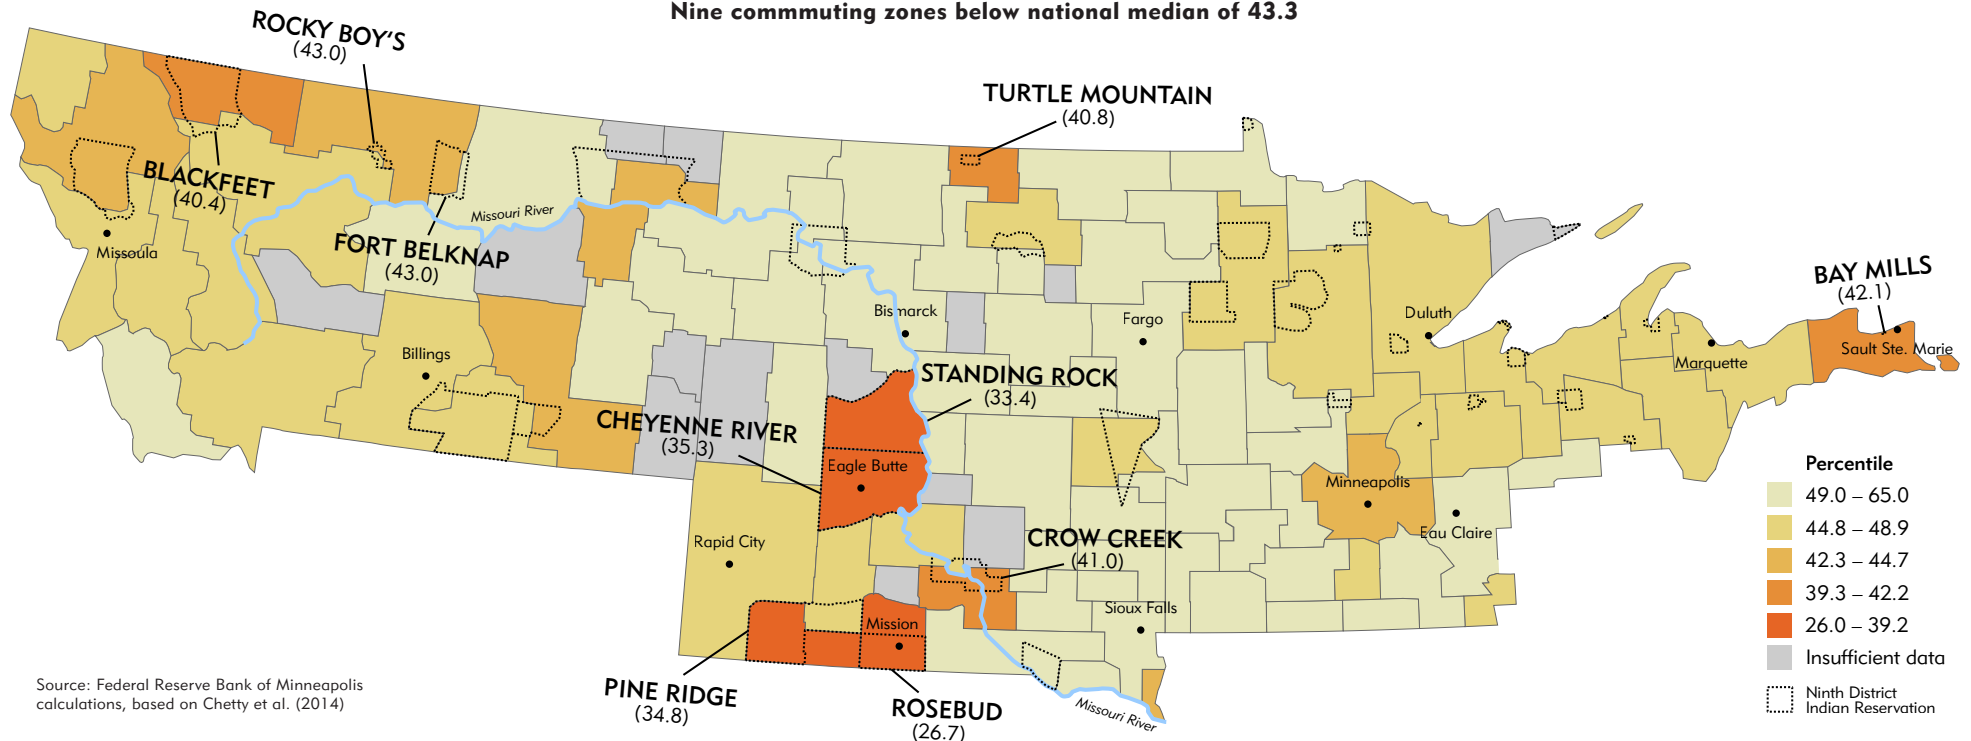 Nine commmuting zones below national median of 43.3
ROCKY BOY'S
(43.0)
TURTLE MOUNTAIN
(40.8)
BLACKFEET
(40.4)
Missouri River
Missoula
FORT BELKNAP
(43.0)
BAY MILLS
(42.1)
Bismarck
Fargo
Duluth
Sault Ste. Marie
Marquette
Billings
STANDING ROCK
(33.4)
CHEYENNE RIVER
(35.3)
Eagle Butte
Minneapolis
Eau Claire
Rapid City
CROW CREEK
(41.0)
Sioux Falls
Mission
PINE RIDGE
(34.8)
ROSEBUD
(26.7)
Missouri River
Percentile
49.0 – 65.0
44.8 – 48.9
42.3 – 44.7
39.3 – 42.2
26.0 – 39.2
Insufficient data
Ninth District
Indian Reservation
Source: Federal Reserve Bank of Minneapolis
calculations, based on Chetty et al. (2014)